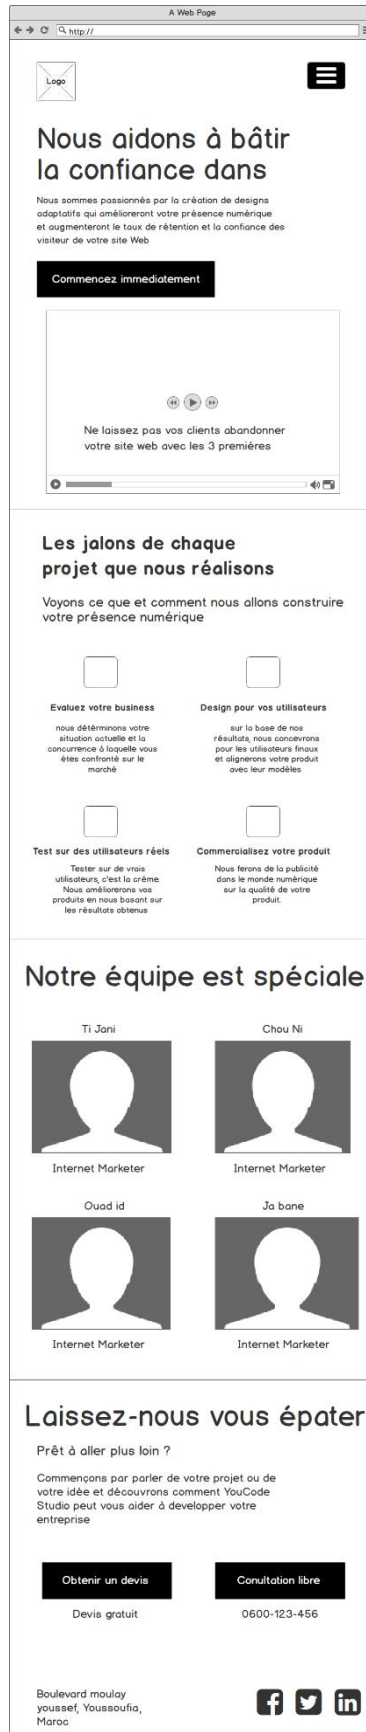 A Web Page
http://
Logo
Nous aidons à bâtir
la confiance dans
Nous sommes passionnés par la création de designs
adaptatifs qui amélioreront votre présence numérique
et augmenteront le taux de rétention et la confiance des
visiteur de votre site Web
Commencez immediatement
Ne laissez pas vos clients abandonner
votre site web avec les 3 premiéres
Les jalons de chaque
projet que nous réalisons
Voyons ce que et comment nous allons construire
votre présence numérique
Evaluez votre business
nous détérminons votre
situation actuelle et la
concurrence à laquelle vous
êtes confronté sur le
marché
Design pour vos utilisateurs
sur la base de nos
résultats, nous concevrons
pour les utilisateurs finaux
et alignerons votre produit
avec leur modèles
Test sur des utilisateurs réels
Tester sur de vrais
utilisateurs, c'est la crème.
Nous améliorerons vos
produits en nous basant sur
les résultats obtenus
Commercialisez votre produit
Nous ferons de la publicité
dans le monde numérique
sur la qualité de votre
produit.
Notre équipe est spéciale
Ti Jani
Internet Marketer
Chou Ni
Internet Marketer
Ouad id
Internet Marketer
Ja bane
Internet Marketer
Laissez-nous vous épater
Prêt à aller plus loin ?
Commençons par parler de votre projet ou de
votre idée et découvrons comment YouCode
Studio peut vous aider à developper votre
entreprise
Obtenir un devis
Devis gratuit
Conultation libre
0600-123-456
Boulevard moulay
youssef, Youssoufia,
Maroc